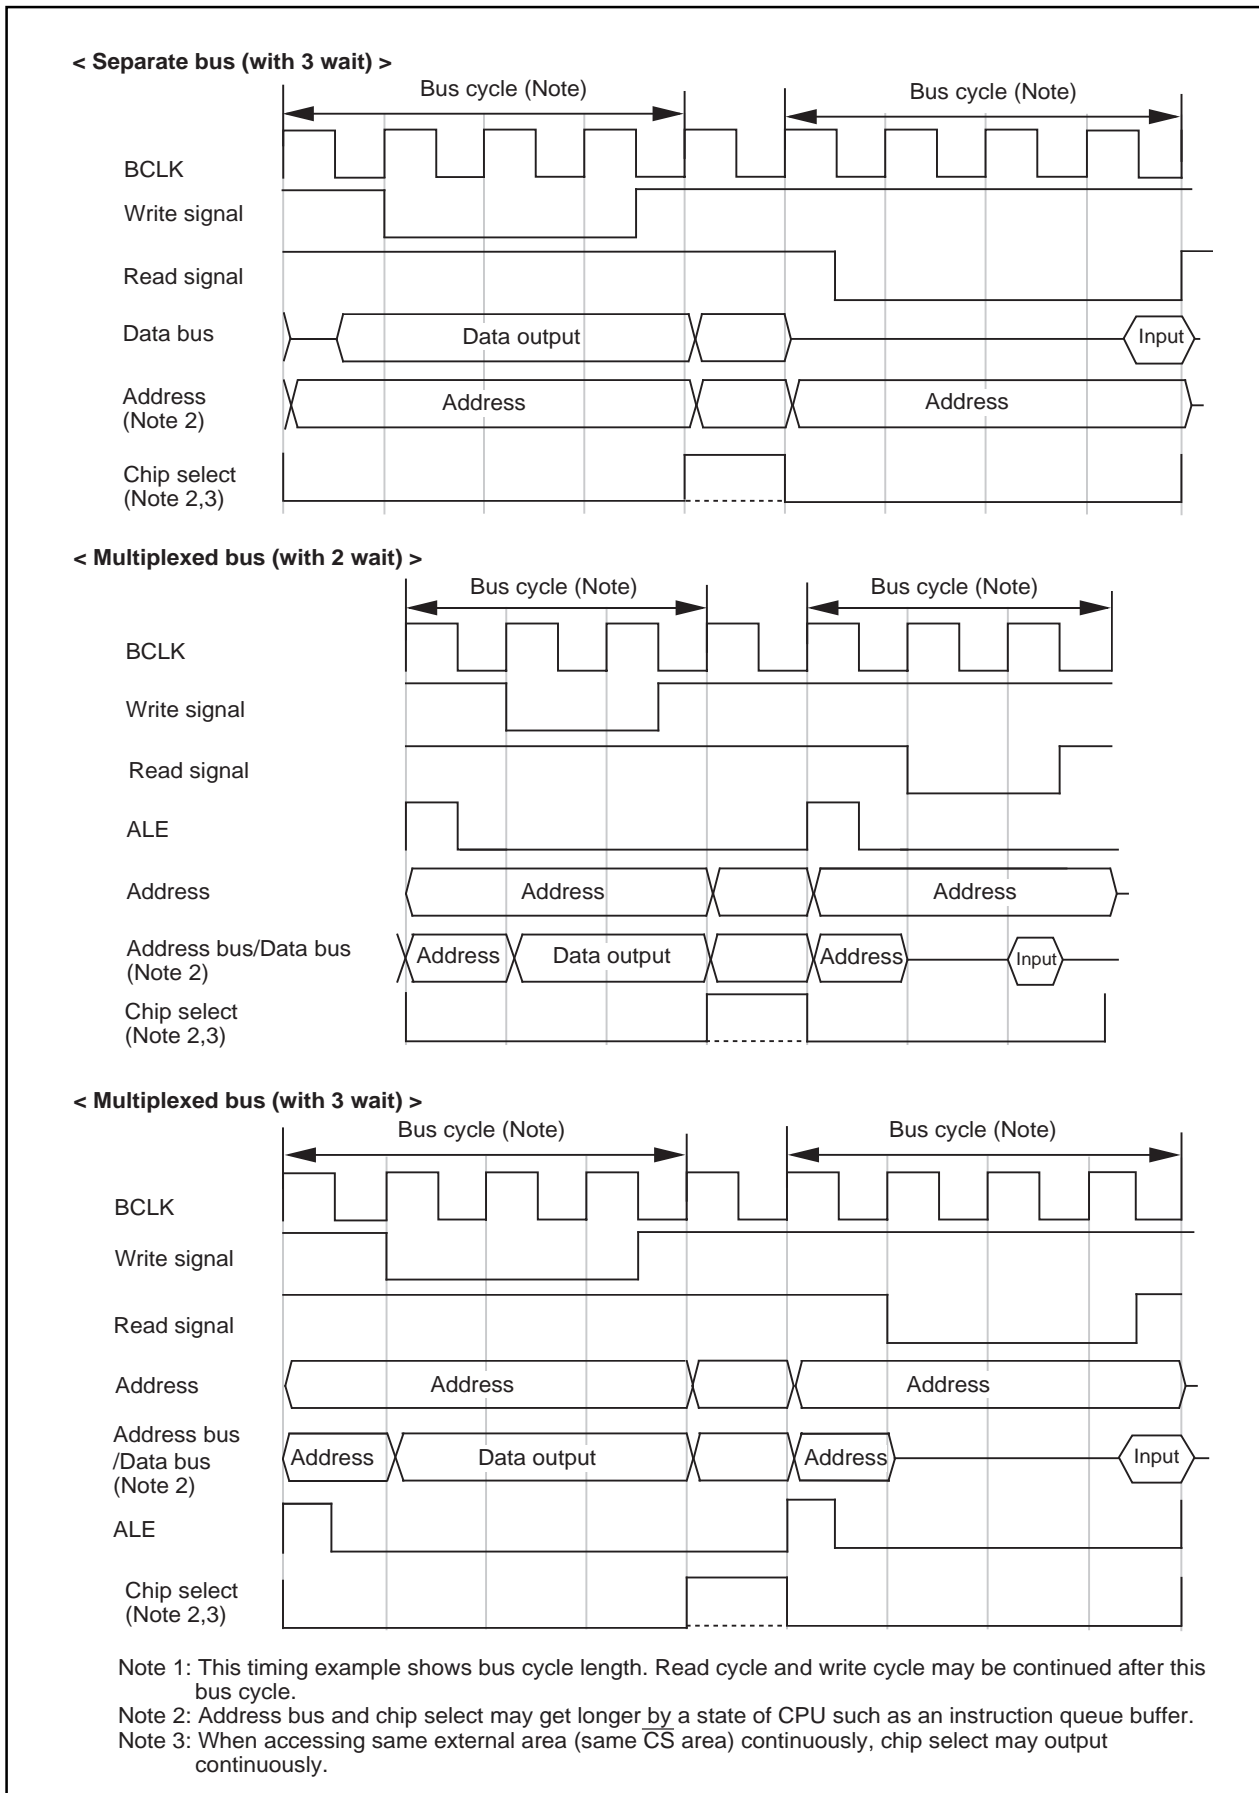 < Separate bus (with 3 wait) >
Bus cycle (Note)
Bus cycle (Note)
BCLK
Write signal
Read signal
Data bus
Data output
Input
Address
(Note 2)
Address
Address
Chip select
(Note 2,3)
< Multiplexed bus (with 2 wait) >
Bus cycle (Note)
Bus cycle (Note)
BCLK
Write signal
Read signal
ALE
Address
Address
Address
Address bus/Data bus
(Note 2)
Address
Data output
Address
Input
Chip select
(Note 2,3)
< Multiplexed bus (with 3 wait) >
Bus cycle (Note)
Bus cycle (Note)
BCLK
Write signal
Read signal
Address
Address
Address
Address bus
/Data bus
(Note 2)
Address
Data output
Address
Input
ALE
Chip select
(Note 2,3)
Note 1: This timing example shows bus cycle length. Read cycle and write cycle may be continued after this
bus cycle.
Note 2: Address bus and chip select may get longer by a state of CPU such as an instruction queue buffer.
Note 3: When accessing same external area (same C̅S̅ area) continuously, chip select may output
continuously.